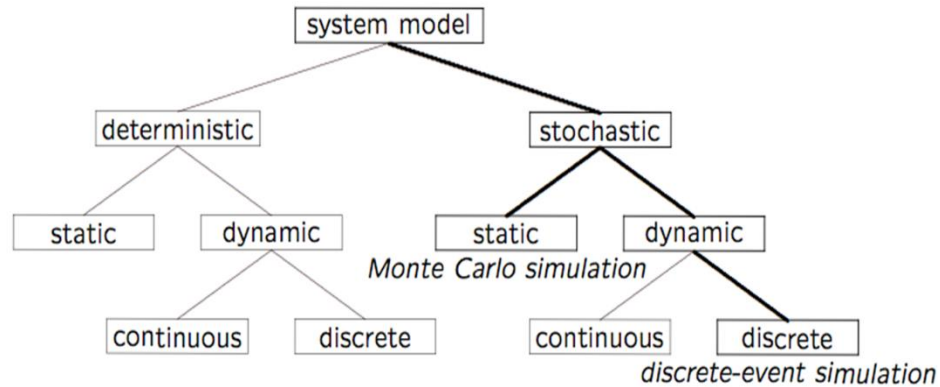 system model
deterministic
stochastic
static
dynamic
static
dynamic
Monte Carlo simulation
continuous
discrete
continuous
discrete
discrete-event simulation